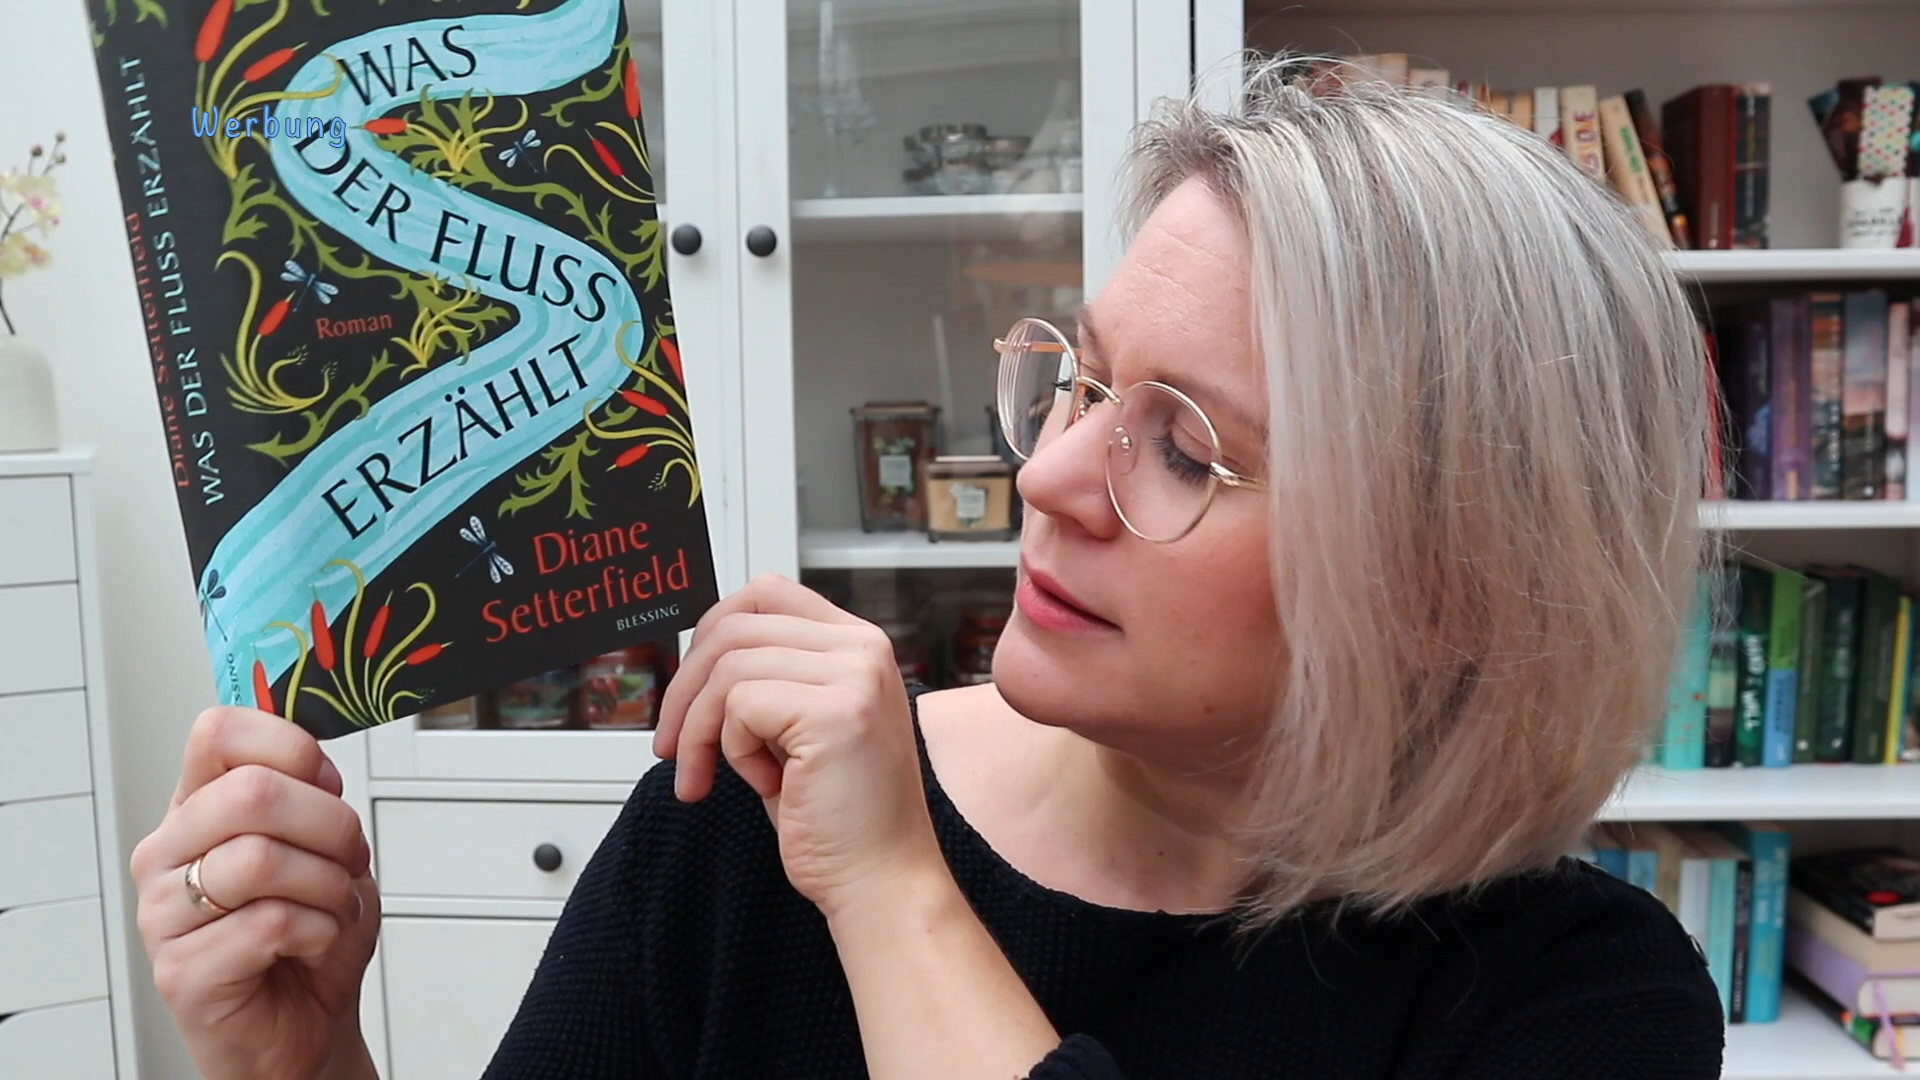 WAS
Werbung
DER FLUSS
Roman
ERZÄHLT
Diane
Setterfield
BLESSING
Diane Setterfield
WAS DER FLUSS ERZÄHLT